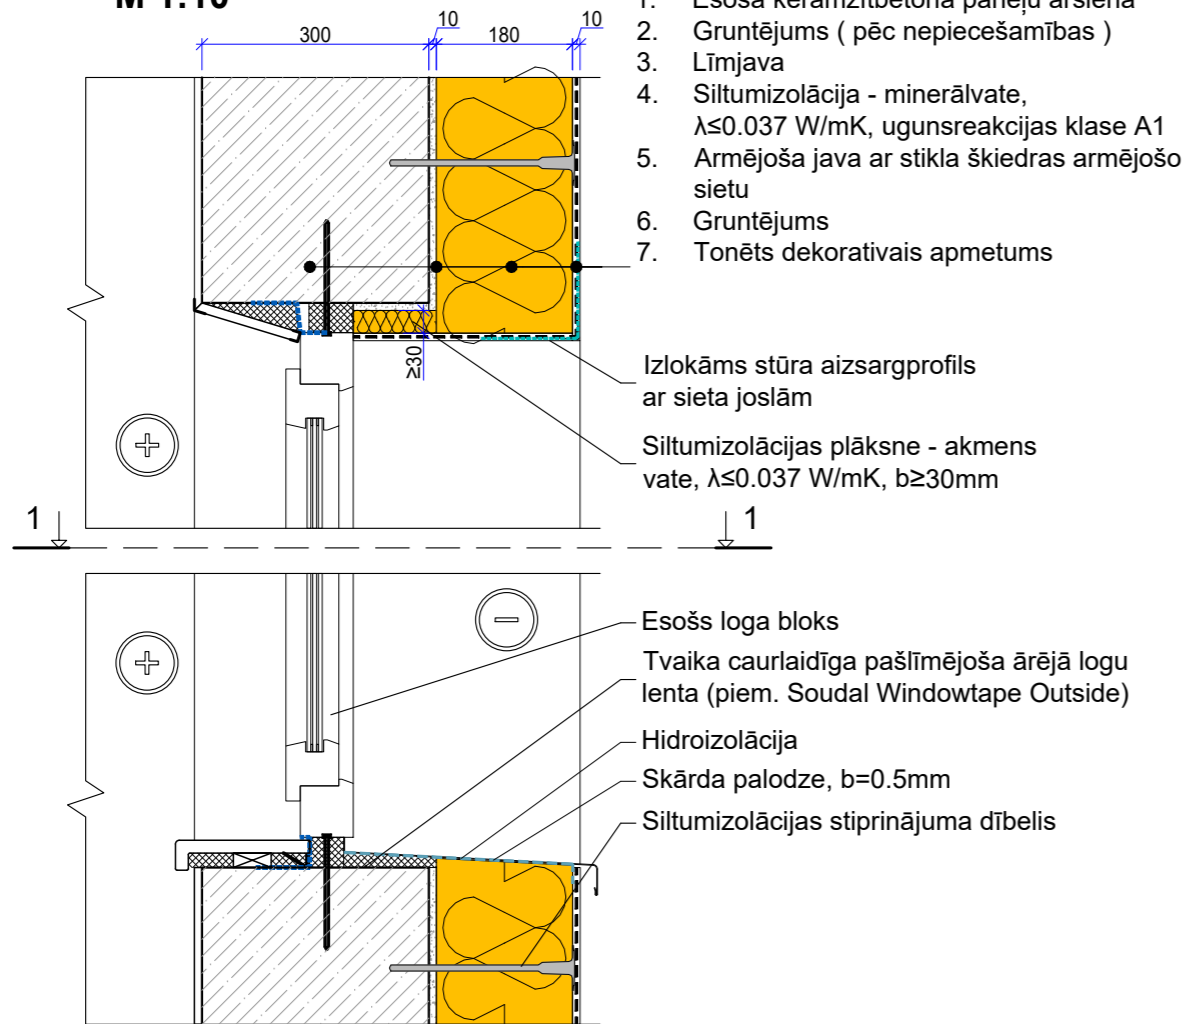 M 1:10
1. Esošā keramzītbetona paneļu ārsiena
2. Gruntējums ( pēc nepiecešamības )
3. Līmjava
4. Siltumizolācija - minerālvate,
λ≤0.037 W/mK, ugunsreakcijas klase A1
5. Armējoša java ar stikla škiedras armējošo
sietu
6. Gruntējums
7. Tonēts dekorativais apmetums
300
10
180
10
≥30
Izlokāms stūra aizsargprofils
ar sieta joslām
Siltumizolācijas plāksne - akmens
vate, λ≤0.037 W/mK, b≥30mm
1
1
Esošs loga bloks
Tvaika caurlaidīga pašlīmējoša ārējā logu
lenta (piem. Soudal Windowtape Outside)
Hidroizolācija
Skārda palodze, b=0.5mm
Siltumizolācijas stiprinājuma dībelis